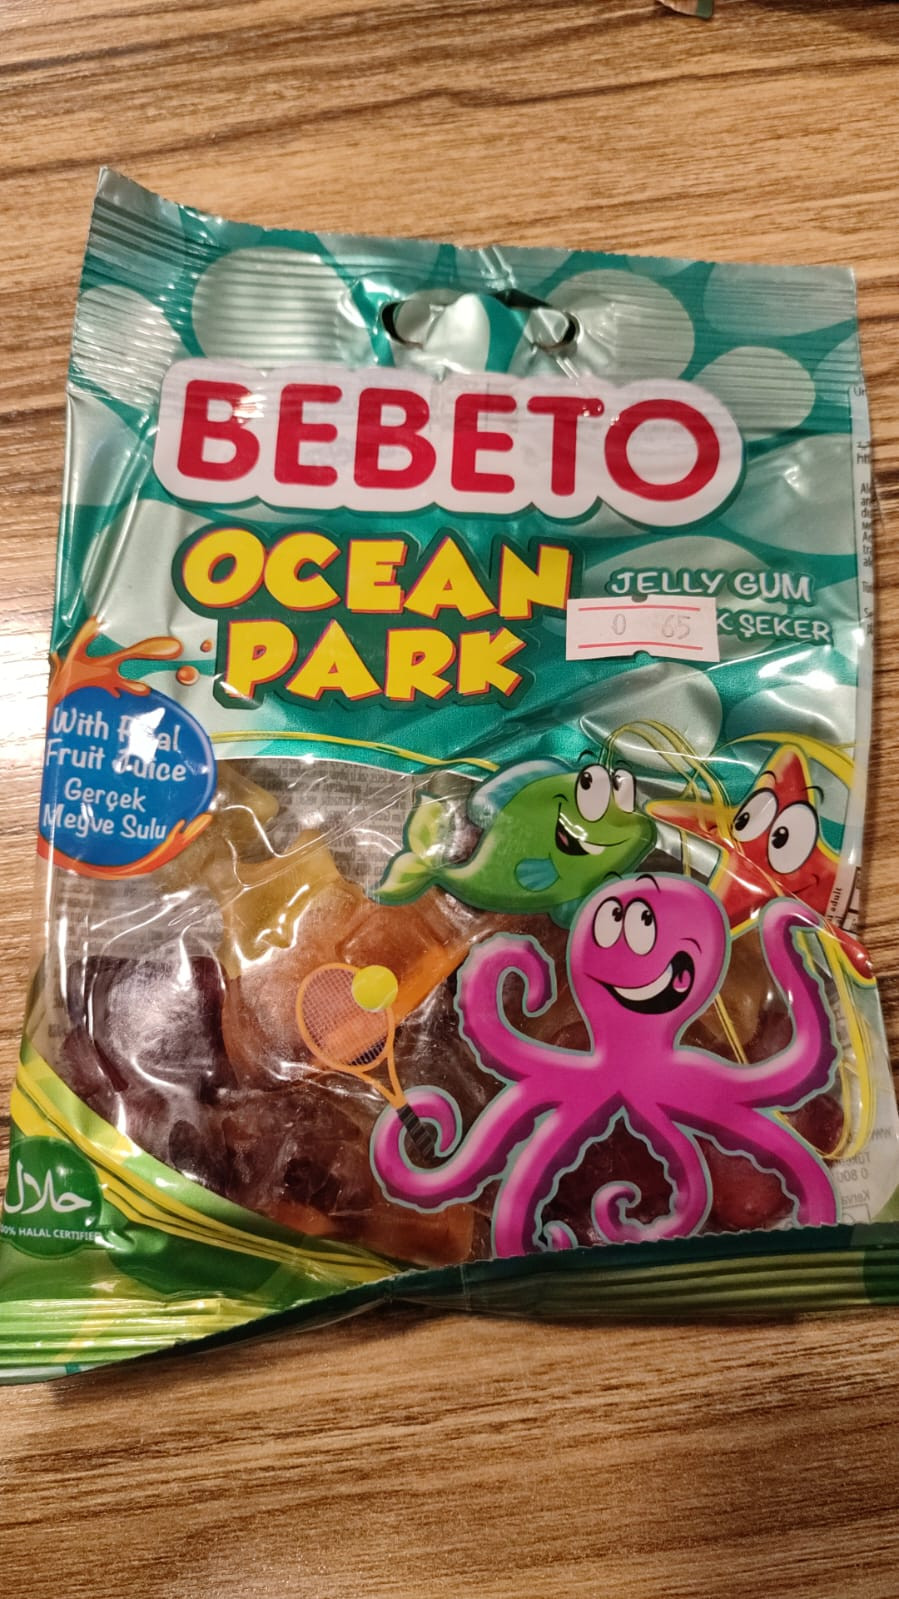 BEBETO
OCEAN
PARK
JELLY GUM
K ŞEKER
0 65
With Real
Fruit Juice
Gerçek
Meyve Sulu
حلال
100% HALAL CERTIFIED